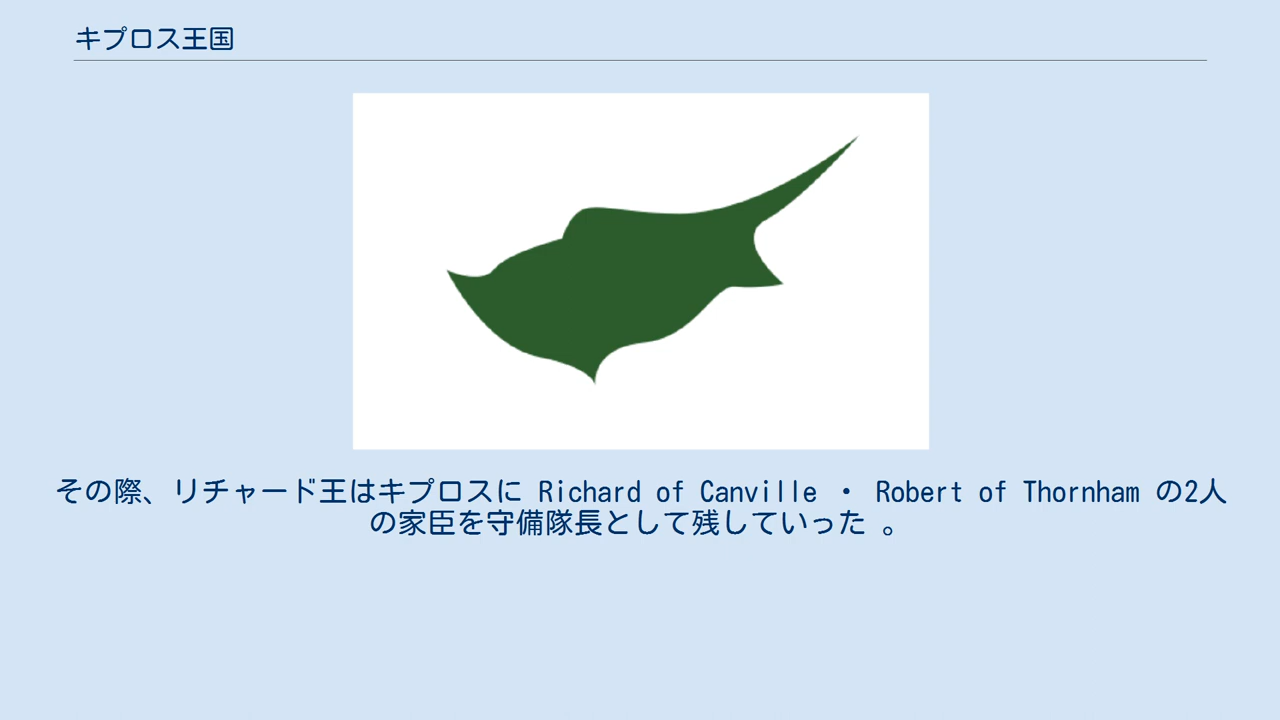 キプロス王国
その際、リチャード王はキプロスに Richard of Canville ・ Robert of Thornham の2人
の家臣を守備隊長として残していった 。